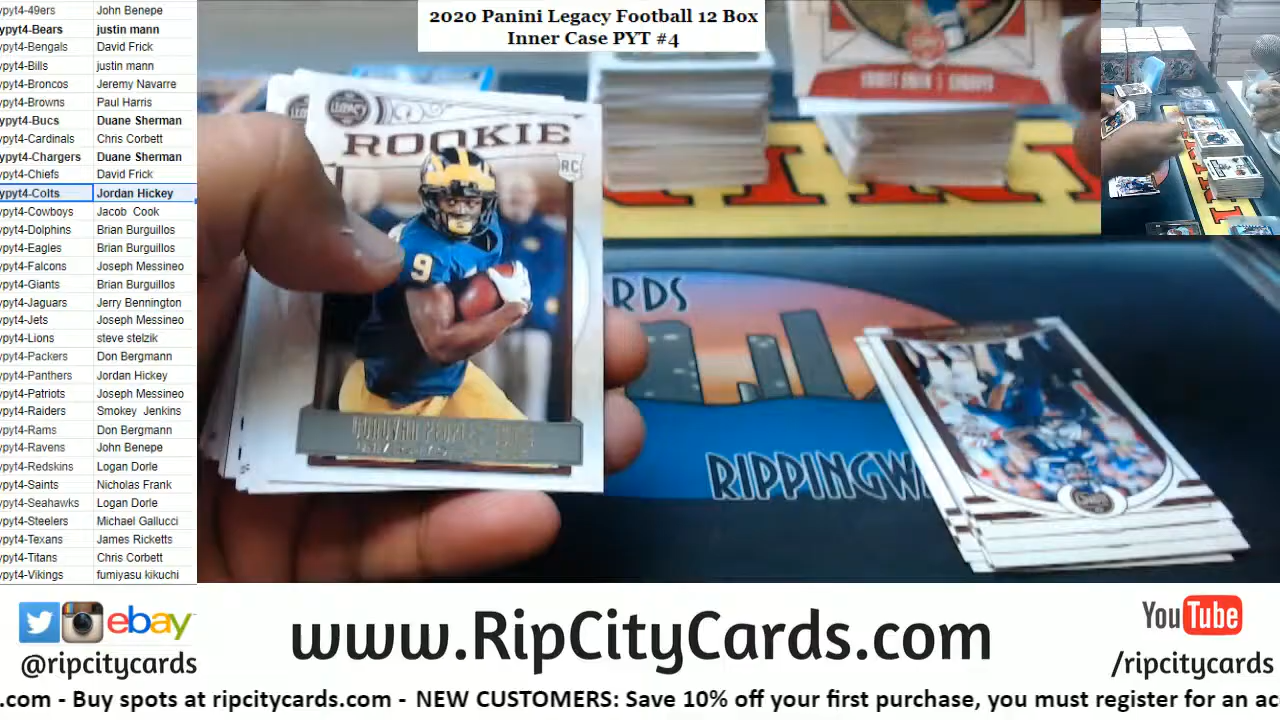 ypyt4-49ers John Benepe
ypyt4-Bears justin mann
ypyt4-Bengals David Frick
ypyt4-Bills justin mann
ypyt4-Broncos Jeremy Navarre
ypyt4-Browns Paul Harris
ypyt4-Bucs Duane Sherman
ypyt4-Cardinals Chris Corbett
ypyt4-Chargers Duane Sherman
ypyt4-Chiefs David Frick
ypyt4-Colts Jordan Hickey
ypyt4-Cowboys Jacob Cook
ypyt4-Dolphins Brian Burguillos
ypyt4-Eagles Brian Burguillos
ypyt4-Falcons Joseph Messineo
ypyt4-Giants Brian Burguillos
ypyt4-Jaguars Jerry Bennington
ypyt4-Jets Joseph Messineo
ypyt4-Lions steve stelzik
ypyt4-Packers Don Bergmann
ypyt4-Panthers Jordan Hickey
ypyt4-Patriots Joseph Messineo
ypyt4-Raiders Smokey Jenkins
ypyt4-Rams Don Bergmann
ypyt4-Ravens John Benepe
ypyt4-Redskins Logan Dorle
ypyt4-Saints Nicholas Frank
ypyt4-Seahawks Logan Dorle
ypyt4-Steelers Michael Gallucci
ypyt4-Texans James Ricketts
ypyt4-Titans Chris Corbett
ypyt4-Vikings fumiyasu kikuchi
2020 Panini Legacy Football 12 Box
Inner Case PYT #4
LEGACY
ROOKIE
RC
9
RDS
RIPPINGW
ebay
@ripcitycards
www.RipCityCards.com
YouTube
/ripcitycards
.com - Buy spots at ripcitycards.com - NEW CUSTOMERS: Save 10% off your first purchase, you must register for an ac